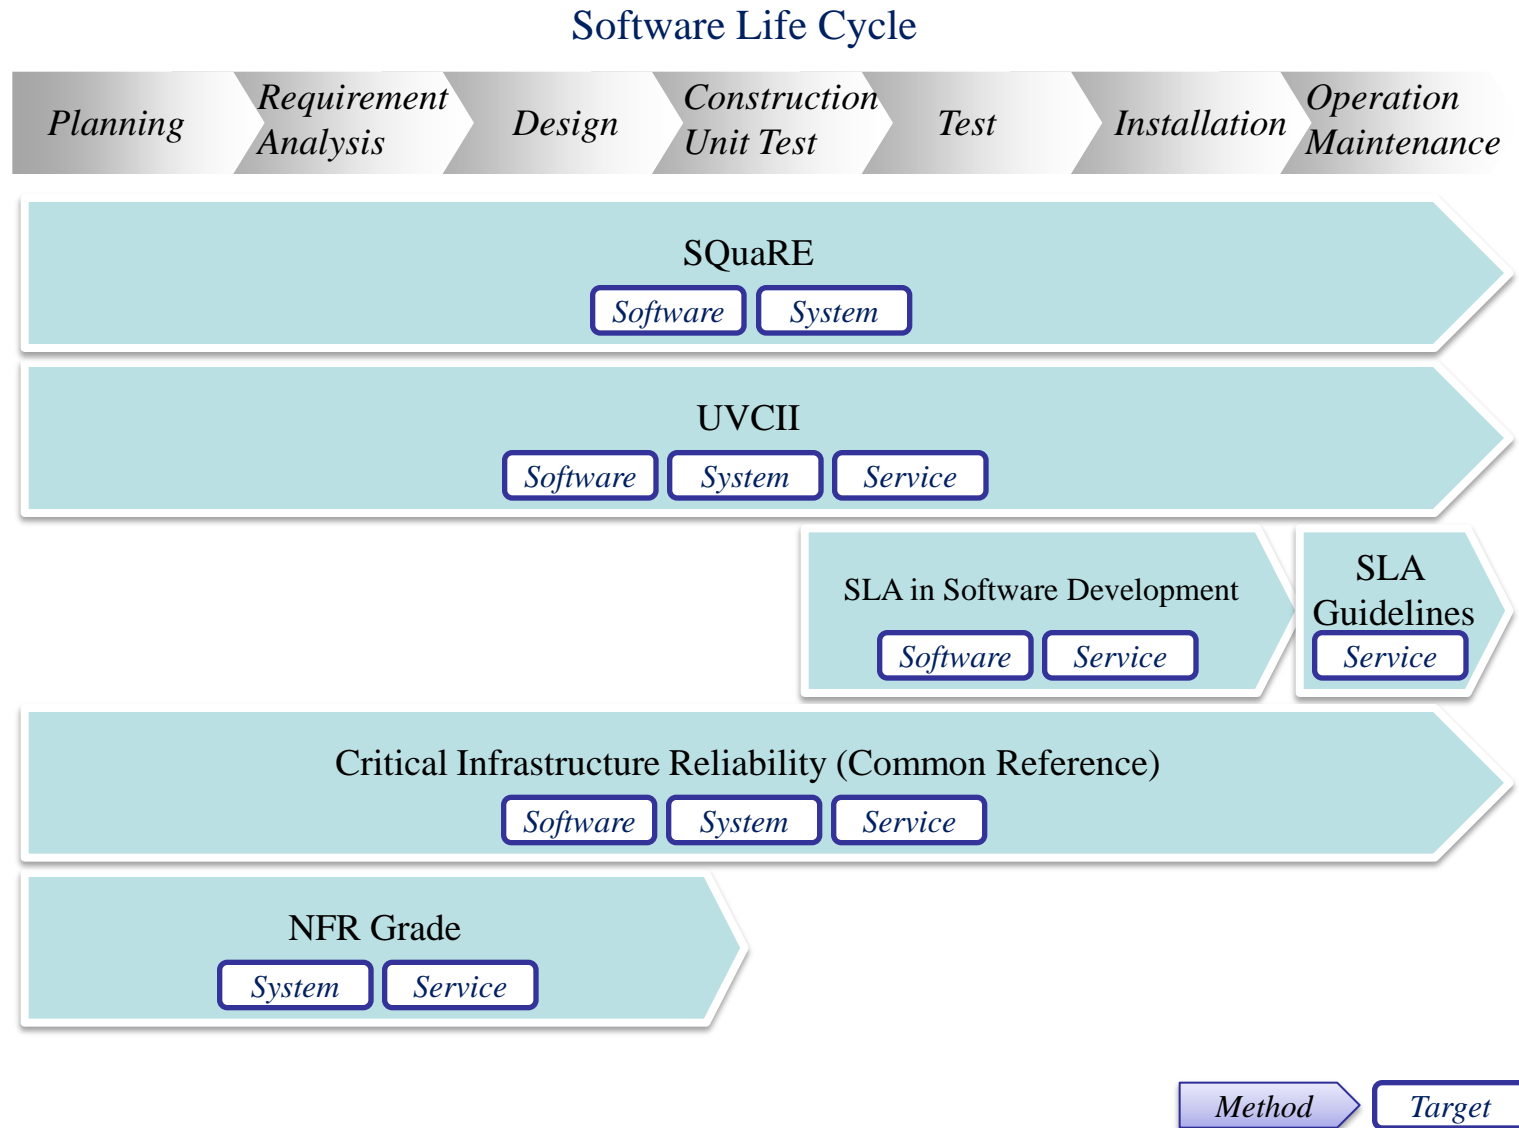 Software Life Cycle
Planning
Requirement
Analysis
Design
Construction
Unit Test
Test
Installation
Operation
Maintenance
SQuaRE
Software
System
UVCII
Software
System
Service
SLA in Software Development
Software
Service
SLA
Guidelines
Service
Critical Infrastructure Reliability (Common Reference)
Software
System
Service
NFR Grade
System
Service
Method
Target